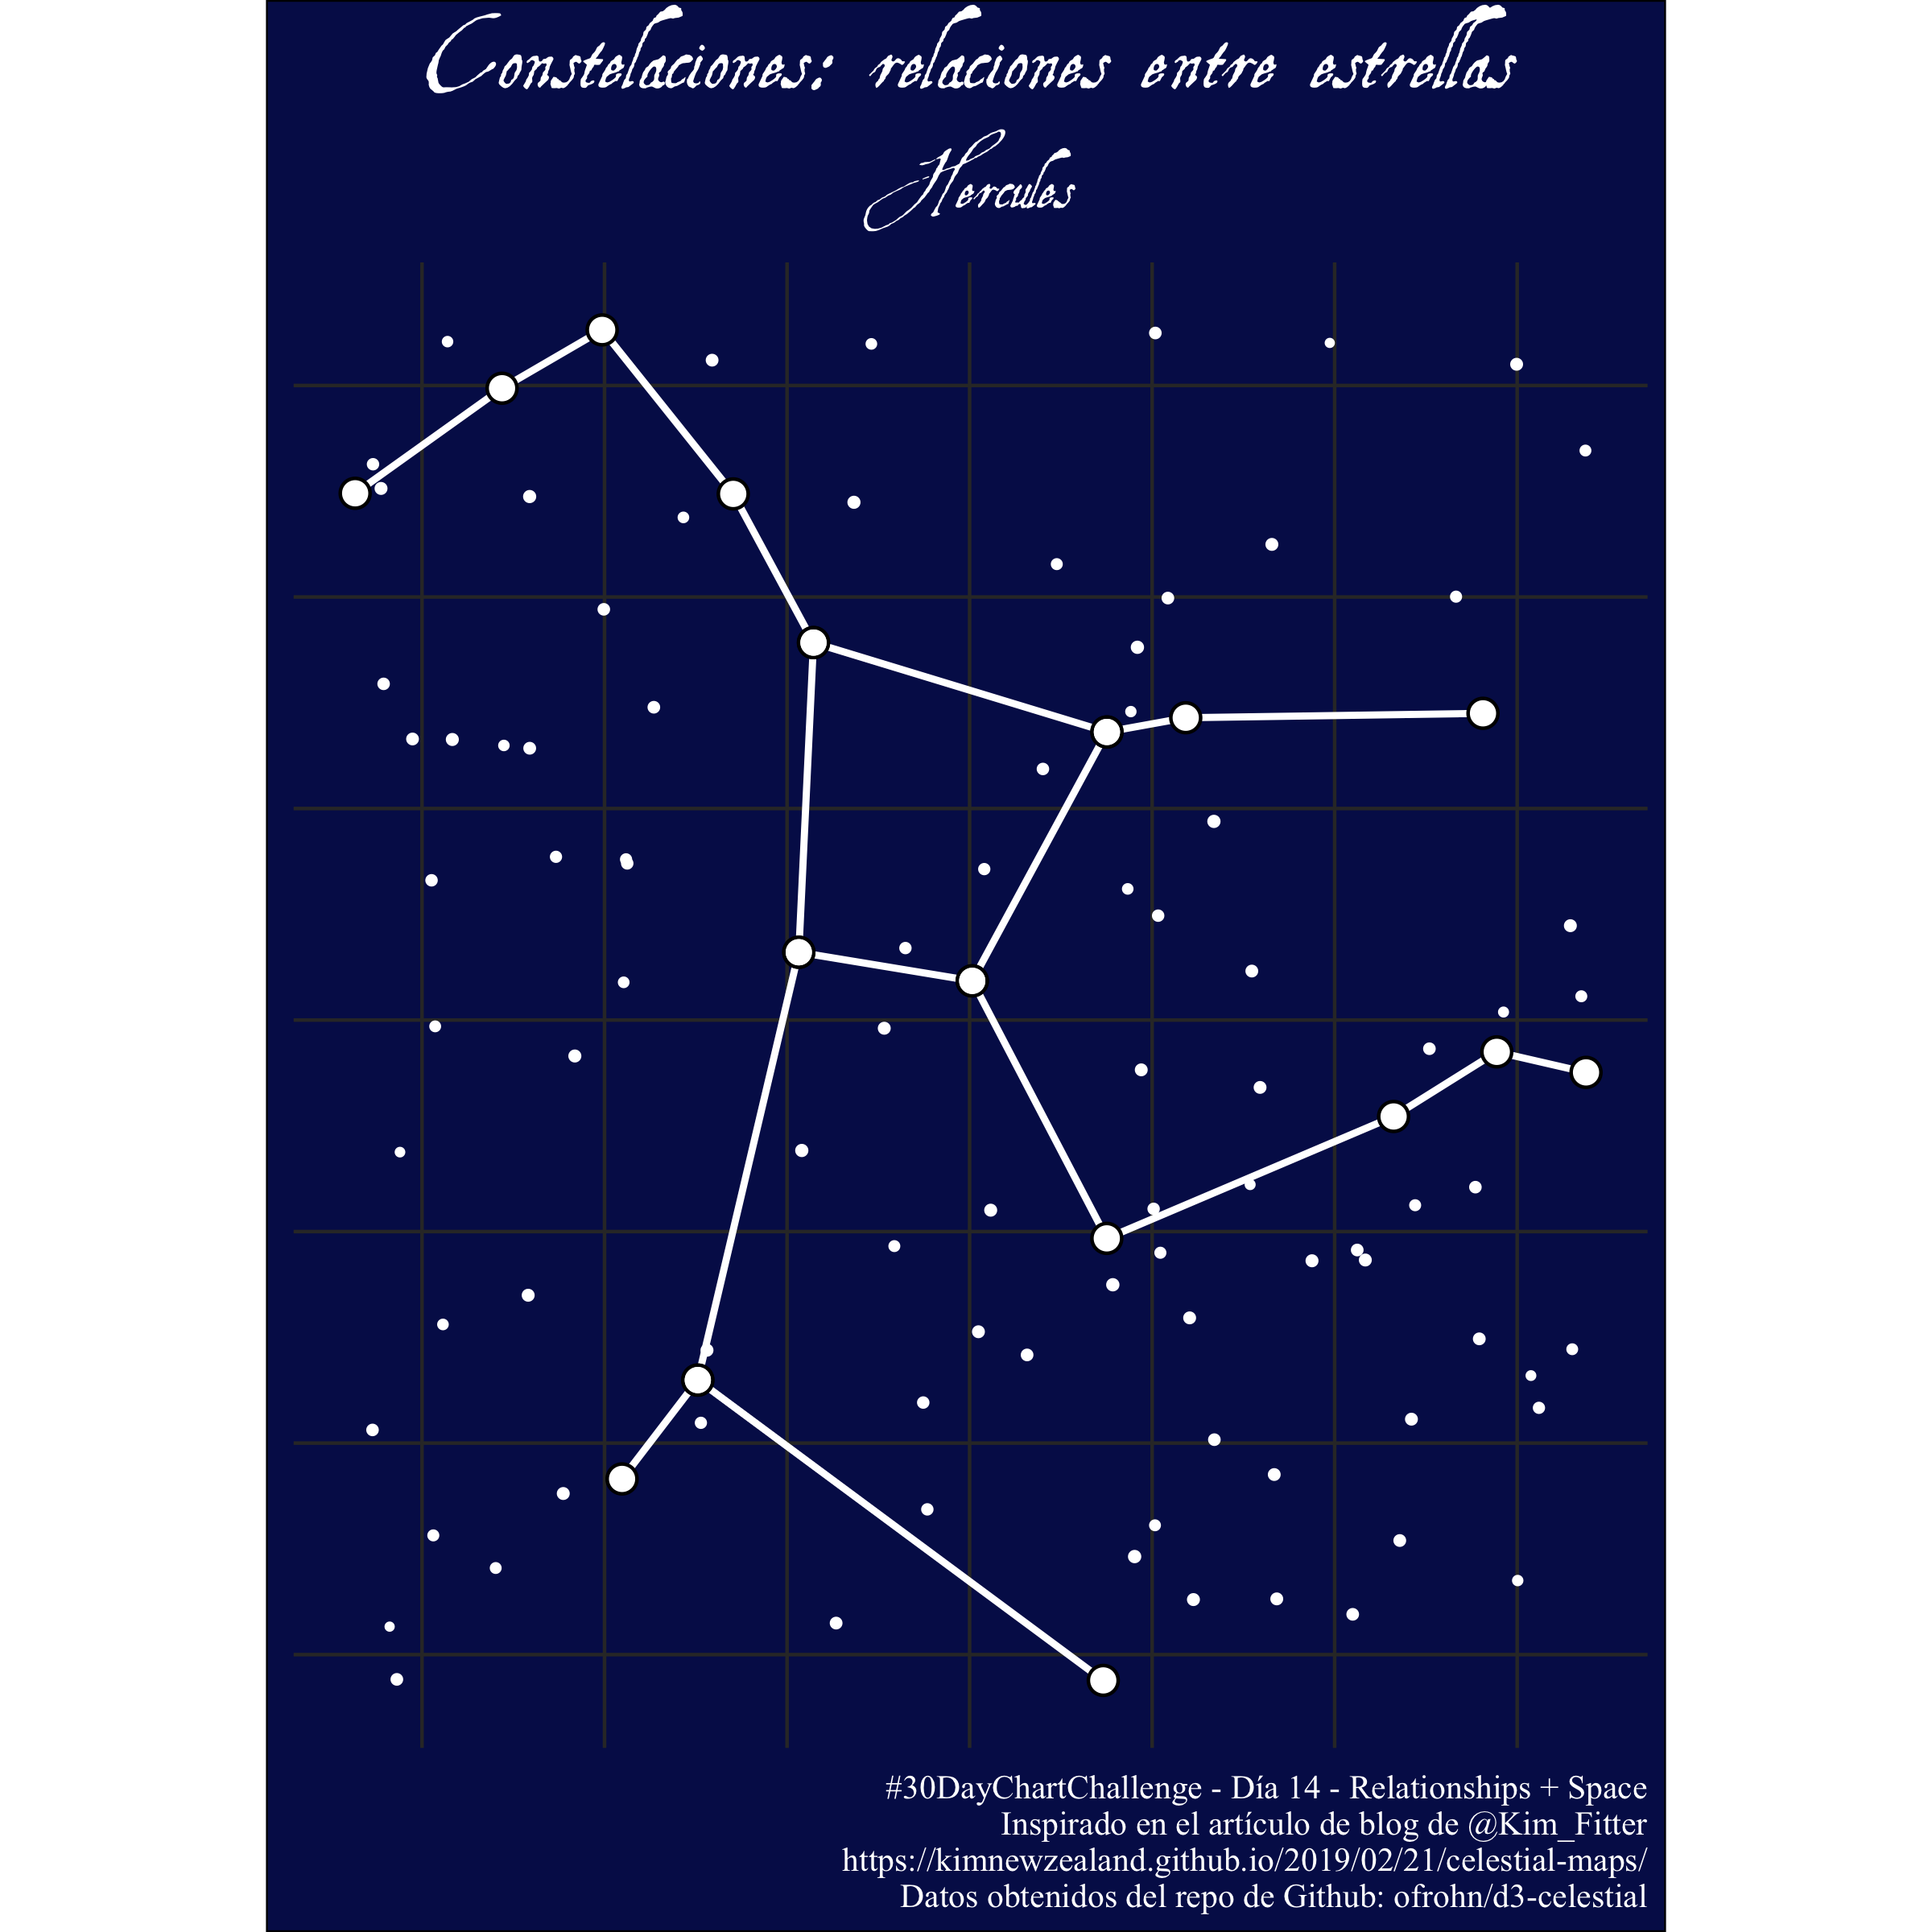 Constelaciones: relaciones entre estrellas
Hercules
#30DayChartChallenge - Día 14 - Relationships + Space
Inspirado en el artículo de blog de @Kim_Fitter
https://kimnewzealand.github.io/2019/02/21/celestial-maps/
Datos obtenidos del repo de Github: ofrohn/d3-celestial